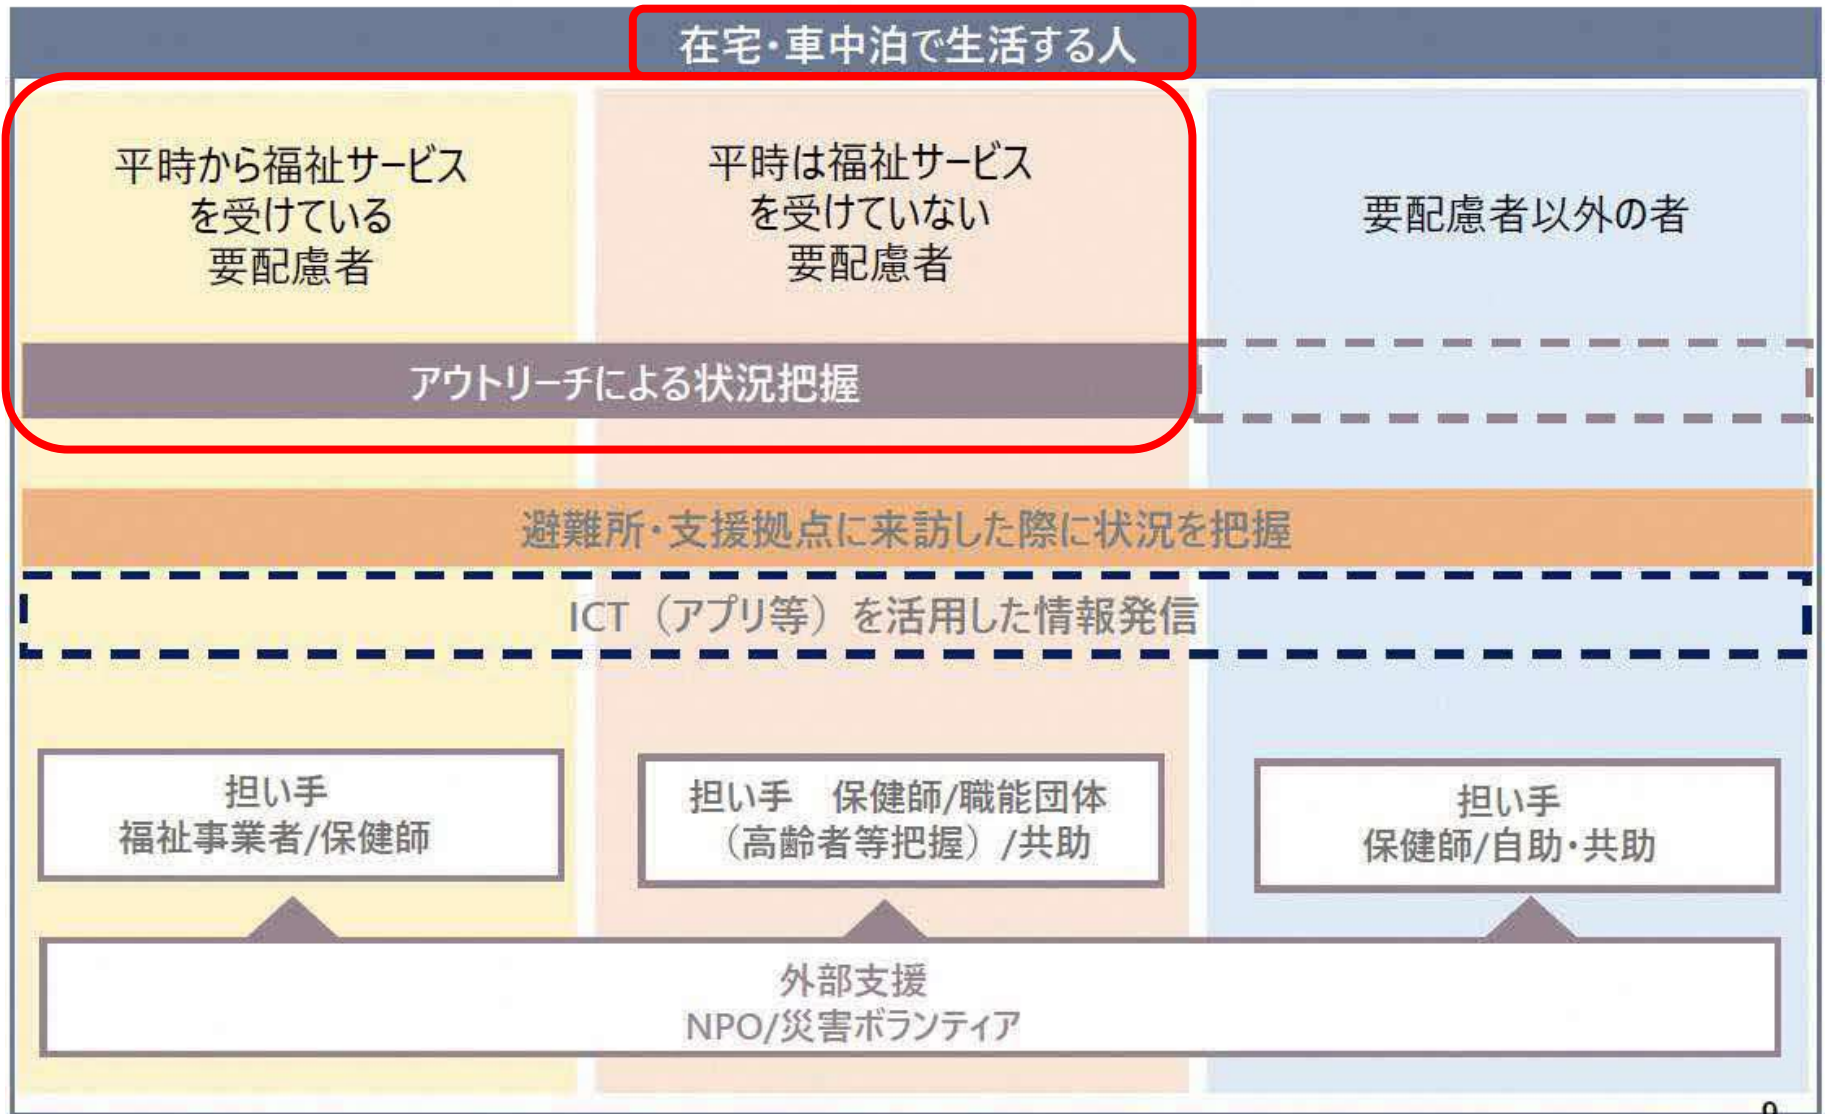 在宅・車中泊で生活する人
平時から福祉サービス
を受けている
要配慮者
平時は福祉サービス
を受けていない
要配慮者
要配慮者以外の者
アウトリーチによる状況把握
避難所・支援拠点に来訪した際に状況を把握
ICT（アプリ等）を活用した情報発信
担い手
福祉事業者/保健師
担い手　保健師/職能団体
（高齢者等把握）/共助
担い手
保健師/自助・共助
外部支援
NPO/災害ボランティア